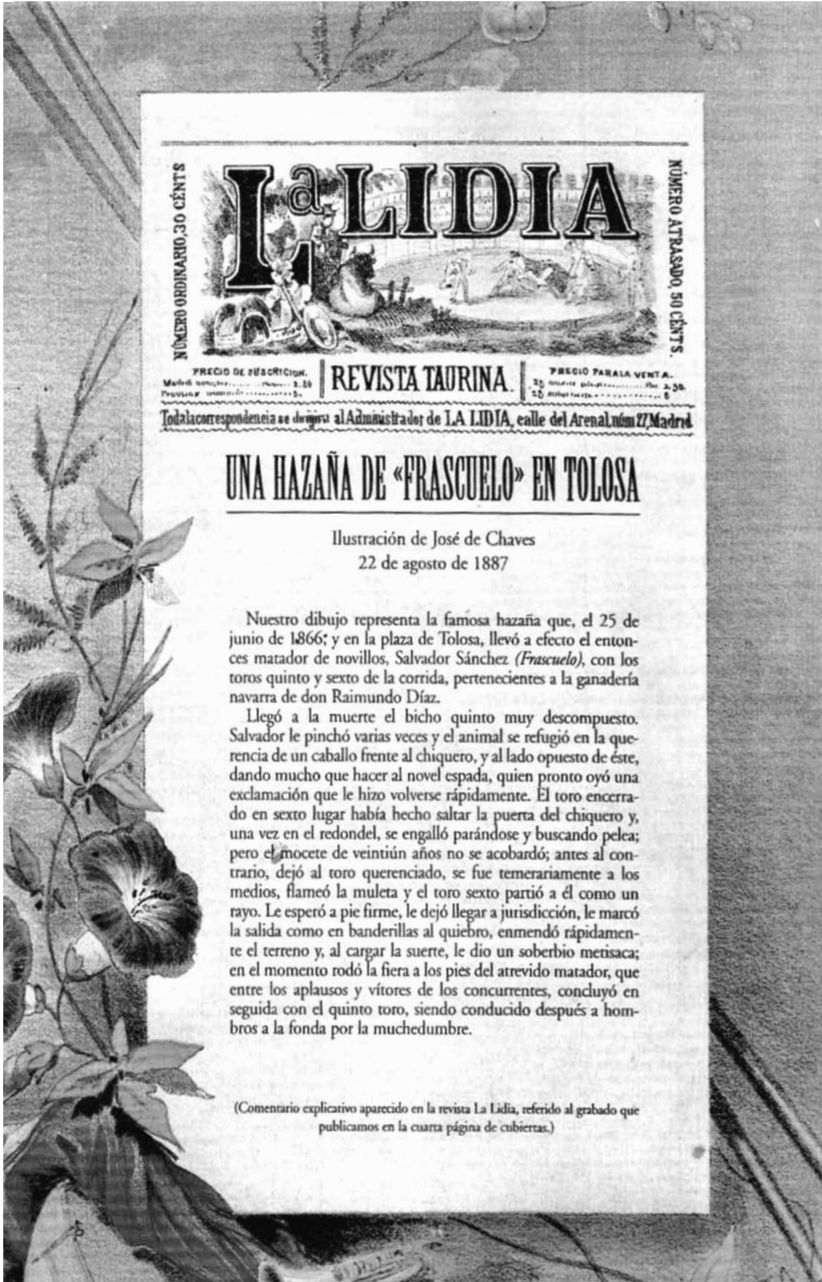 La LIDIA
NÚMERO ORDINARIO, 30 CÉNTS
NÚMERO ATRASADO, 50 CÉNTS.
PRECIO DE SUSCRICION.
REVISTA TAURINA.
PRECIO PARA LA VENTA.
Toda la correspondencia se dirigirá al Administrador de LA LIDIA, calle del Arenal, núm 27, Madrid
UNA HAZAÑA DE «FRASCUELO» EN TOLOSA
Ilustración de José de Chaves
22 de agosto de 1887
Nuestro dibujo representa la famosa hazaña que, el 25 de
junio de 1866; y en la plaza de Tolosa, llevó a efecto el enton-
ces matador de novillos, Salvador Sánchez (Frascuelo), con los
toros quinto y sexto de la corrida, pertenecientes a la ganadería
navarra de don Raimundo Díaz.
Llegó a la muerte el bicho quinto muy descompuesto.
Salvador le pinchó varias veces y el animal se refugió en la que-
rencia de un caballo frente al chiquero, y al lado opuesto de éste,
dando mucho que hacer al novel espada, quien pronto oyó una
exclamación que le hizo volverse rápidamente. El toro encerra-
do en sexto lugar había hecho saltar la puerta del chiquero y,
una vez en el redondel, se engalló parándose y buscando pelea;
pero el mocete de veintiún años no se acobardó; antes al con-
trario, dejó al toro querenciado, se fue temerariamente a los
medios, flameó la muleta y el toro sexto partió a él como un
rayo. Le esperó a pie firme, le dejó llegar a jurisdicción, le marcó
la salida como en banderillas al quiebro, enmendó rápidamen-
te el terreno y, al cargar la suerte, le dio un soberbio metisaca;
en el momento rodó la fiera a los pies del atrevido matador, que
entre los aplausos y vítores de los concurrentes, concluyó en
seguida con el quinto toro, siendo conducido después a hom-
bros a la fonda por la muchedumbre.
(Comentario explicativo aparecido en la revista La Lidia, referido al grabado que
publicamos en la cuarta página de cubiertas.)